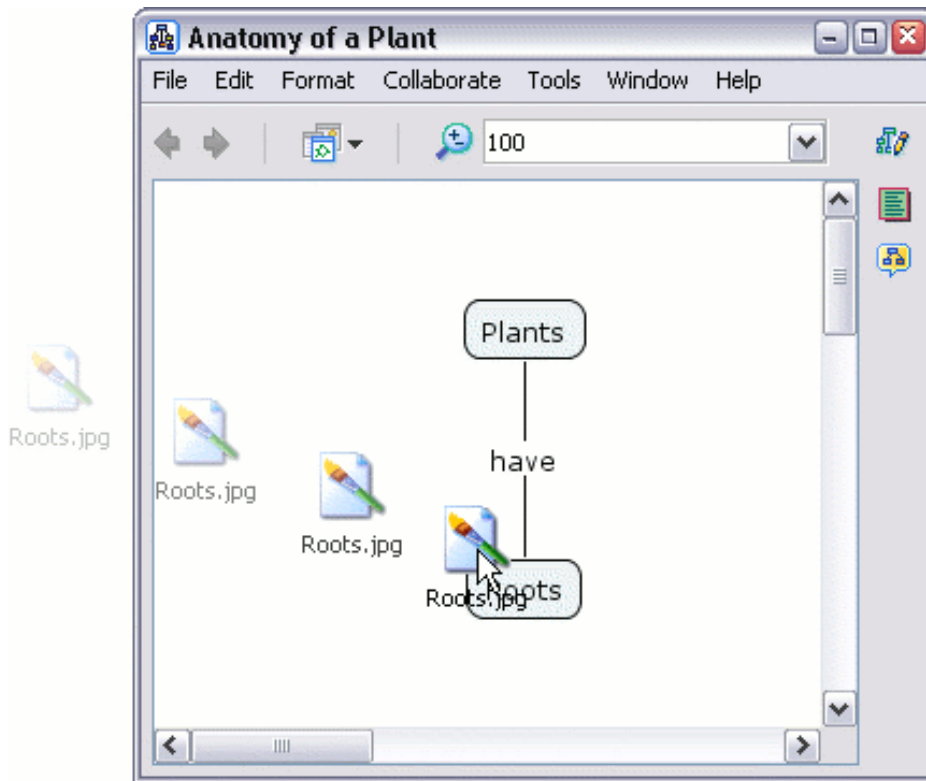 Anatomy of a Plant
File Edit Format Collaborate Tools Window Help
100
Plants
Roots.jpg
have
Roots.jpg
Roots.jpg
Roots.jpg
Roots